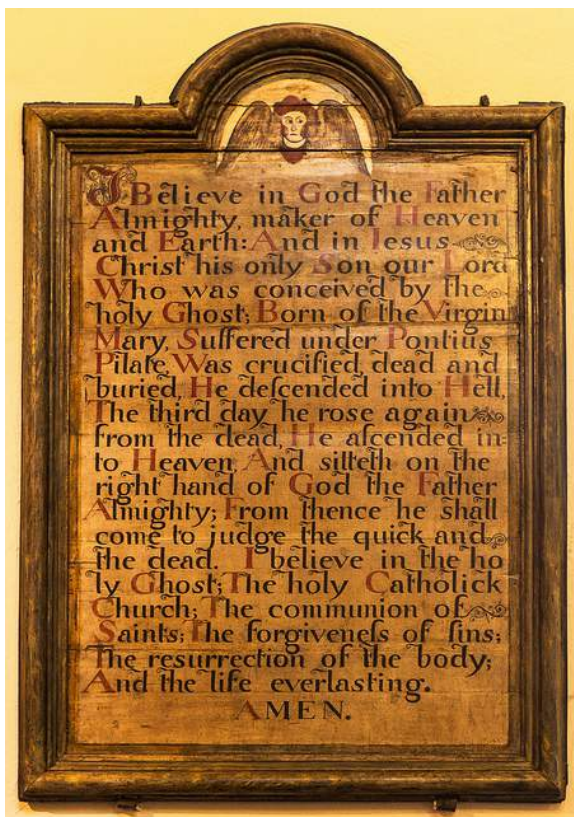 I Believe in God the Father
Almighty, maker of Heaven
and Earth: And in Iesus
Christ his only Son our Lord
Who was conceived by the
holy Ghost; Born of the Virgin
Mary, Suffered under Pontius
Pilate, Was crucified, dead and
buried, He deſcended into Hell,
The third day he rose again
from the dead, He aſcended in=
to Heaven, And sitteth on the
right hand of God the Father
Almighty; From thence he shall
come to judge the quick and
the dead. I believe in the ho
ly Ghost; The holy Catholick
Church; The communion of
Saints; The forgiveneſs of ſins;
The resurrection of the body;
And the life everlasting.
AMEN.